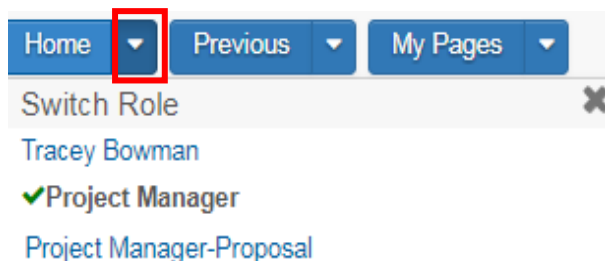 Home Previous My Pages
Switch Role
Tracey Bowman
Project Manager
Project Manager-Proposal